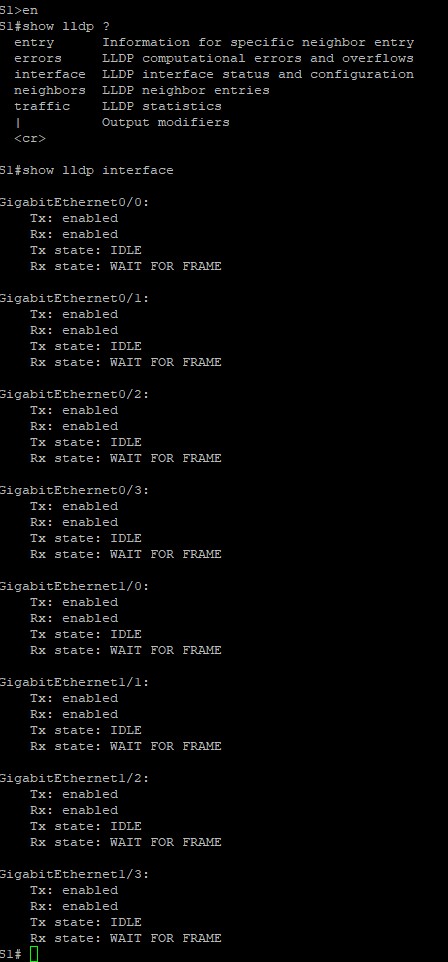 S1>en
S1#show lldp ?
  entry      Information for specific neighbor entry
  errors     LLDP computational errors and overflows
  interface  LLDP interface status and configuration
  neighbors  LLDP neighbor entries
  traffic    LLDP statistics
  |          Output modifiers
  <cr>

S1#show lldp interface

GigabitEthernet0/0:
    Tx: enabled
    Rx: enabled
    Tx state: IDLE
    Rx state: WAIT FOR FRAME

GigabitEthernet0/1:
    Tx: enabled
    Rx: enabled
    Tx state: IDLE
    Rx state: WAIT FOR FRAME

GigabitEthernet0/2:
    Tx: enabled
    Rx: enabled
    Tx state: IDLE
    Rx state: WAIT FOR FRAME

GigabitEthernet0/3:
    Tx: enabled
    Rx: enabled
    Tx state: IDLE
    Rx state: WAIT FOR FRAME

GigabitEthernet1/0:
    Tx: enabled
    Rx: enabled
    Tx state: IDLE
    Rx state: WAIT FOR FRAME

GigabitEthernet1/1:
    Tx: enabled
    Rx: enabled
    Tx state: IDLE
    Rx state: WAIT FOR FRAME

GigabitEthernet1/2:
    Tx: enabled
    Rx: enabled
    Tx state: IDLE
    Rx state: WAIT FOR FRAME

GigabitEthernet1/3:
    Tx: enabled
    Rx: enabled
    Tx state: IDLE
    Rx state: WAIT FOR FRAME
S1#